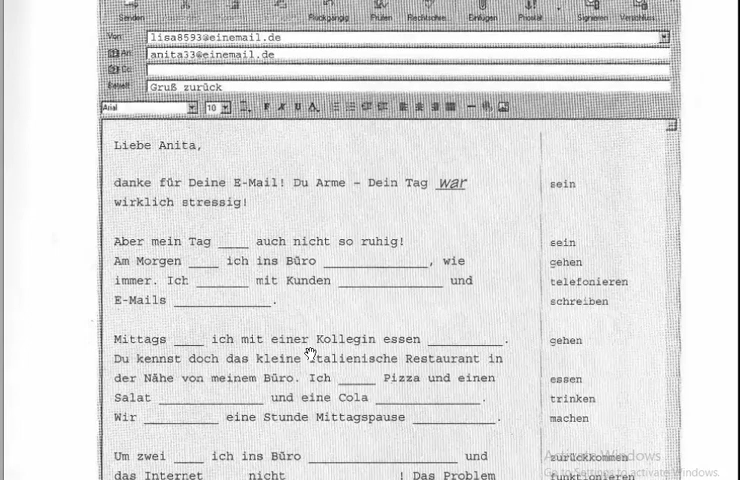 Senden
Rückgängig Prüfen Rechtschre... Einfügen Priorität Signieren Verschlüs...
Von: lisa8593@einemail.de
An: anita33@einemail.de
Cc:
Betreff: Gruß zurück
Arial 10 F K U A
Liebe Anita,
danke für Deine E-Mail! Du Arme – Dein Tag war sein
wirklich stressig!
Aber mein Tag ____ auch nicht so ruhig! sein
Am Morgen ____ ich ins Büro ______________, wie gehen
immer. Ich _______ mit Kunden ______________ und telefonieren
E-Mails _____________. schreiben
Mittags ____ ich mit einer Kollegin essen __________. gehen
Du kennst doch das kleine italienische Restaurant in
der Nähe von meinem Büro. Ich _____ Pizza und einen essen
Salat ______________ und eine Cola ______________. trinken
Wir __________ eine Stunde Mittagspause ___________. machen
Um zwei ____ ich ins Büro ____________________ und zurückkommen
das Internet _____ nicht _______________! Das Problem funktionieren
Activate Windows
Go to Settings to activate Windows.